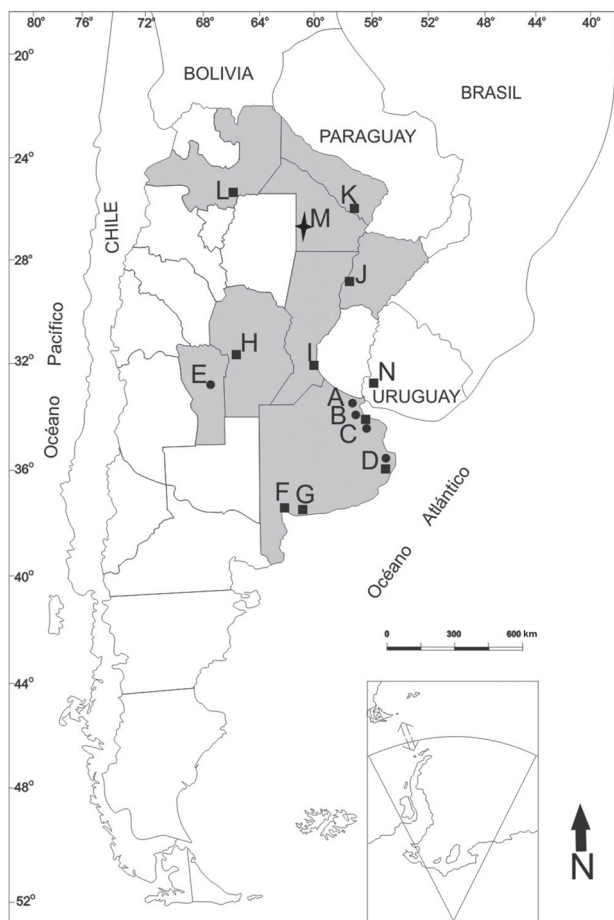 80° 76° 72° 68° 64° 60° 56° 52° 48° 44° 40°
20°
24°
28°
32°
36°
40°
44°
48°
52°
BOLIVIA
BRASIL
PARAGUAY
CHILE
Océano Pacífico
L
K
M
J
H
I
E
N
URUGUAY
A
B
C
D
F
G
Océano Atlántico
0 300 600 km
N